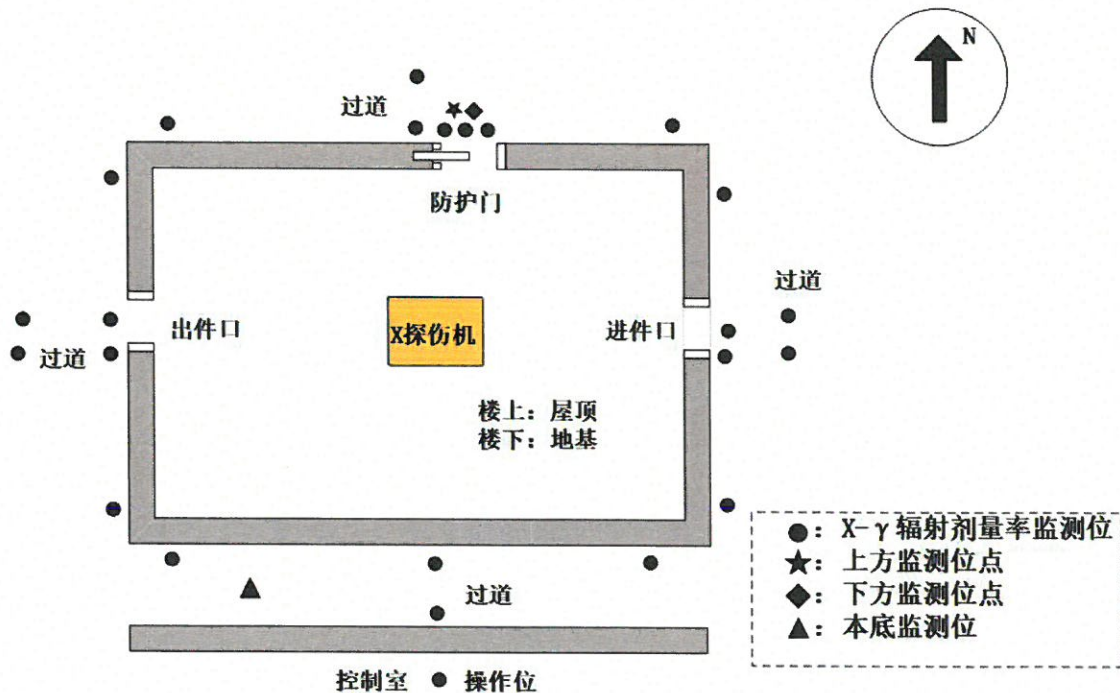 N
过道
防护门
过道
出件口
X探伤机
进件口
过道
楼上：屋顶
楼下：地基
●：X-γ辐射剂量率监测位
★：上方监测位点
◆：下方监测位点
▲：本底监测位
过道
控制室 ● 操作位